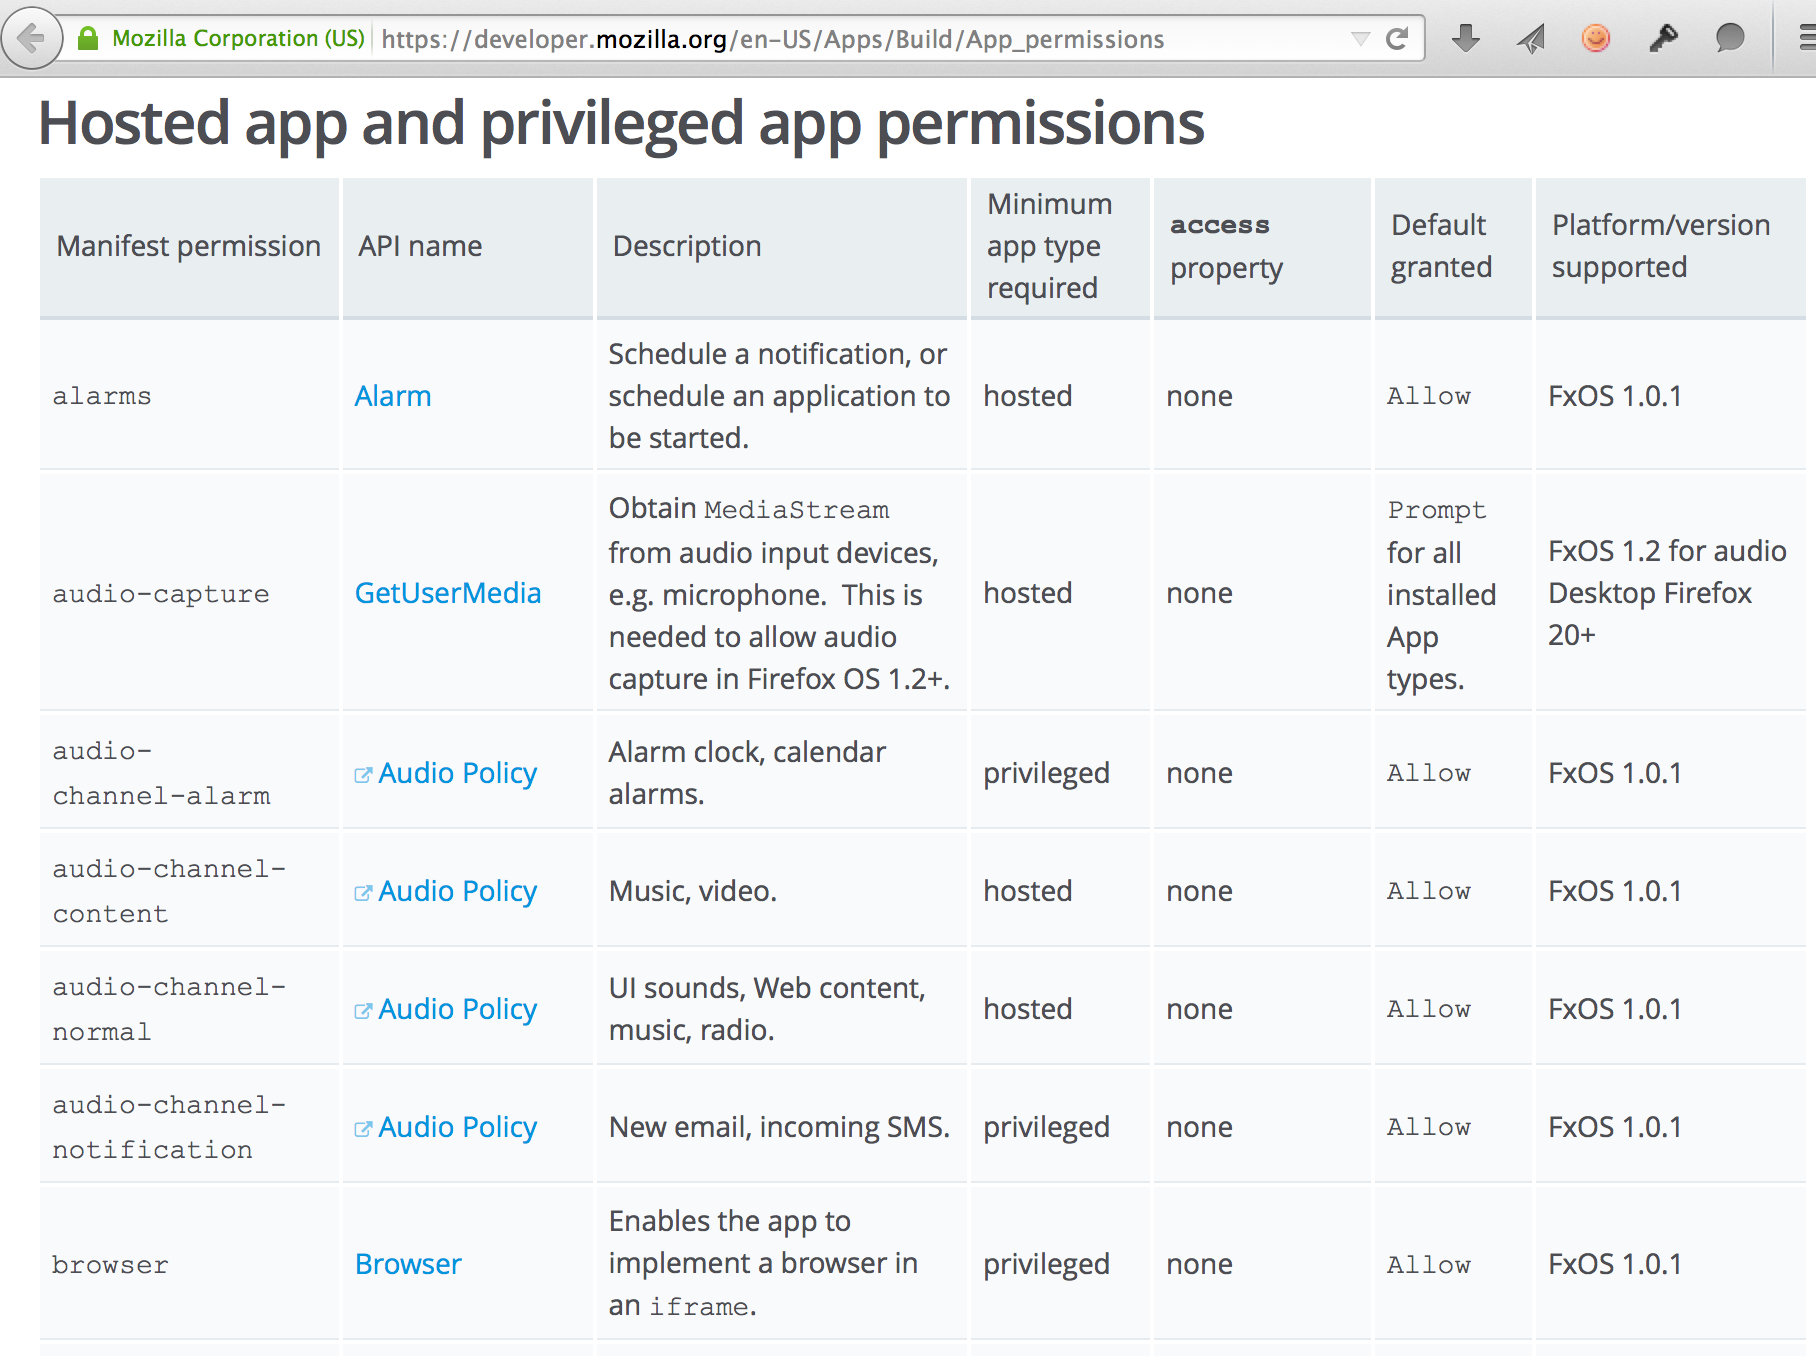 Mozilla Corporation (US) https://developer.mozilla.org/en-US/Apps/Build/App_permissions
Hosted app and privileged app permissions
Manifest permission
API name
Description
Minimum
app type
required
access
property
Default
granted
Platform/version
supported
alarms
Alarm
Schedule a notification, or
schedule an application to
be started.
hosted
none
Allow
FxOS 1.0.1
audio-capture
GetUserMedia
Obtain MediaStream
from audio input devices,
e.g. microphone.  This is
needed to allow audio
capture in Firefox OS 1.2+.
hosted
none
Prompt
for all
installed
App
types.
FxOS 1.2 for audio
Desktop Firefox
20+
audio-
channel-alarm
Audio Policy
Alarm clock, calendar
alarms.
privileged
none
Allow
FxOS 1.0.1
audio-channel-
content
Audio Policy
Music, video.
hosted
none
Allow
FxOS 1.0.1
audio-channel-
normal
Audio Policy
UI sounds, Web content,
music, radio.
hosted
none
Allow
FxOS 1.0.1
audio-channel-
notification
Audio Policy
New email, incoming SMS.
privileged
none
Allow
FxOS 1.0.1
browser
Browser
Enables the app to
implement a browser in
an iframe.
privileged
none
Allow
FxOS 1.0.1